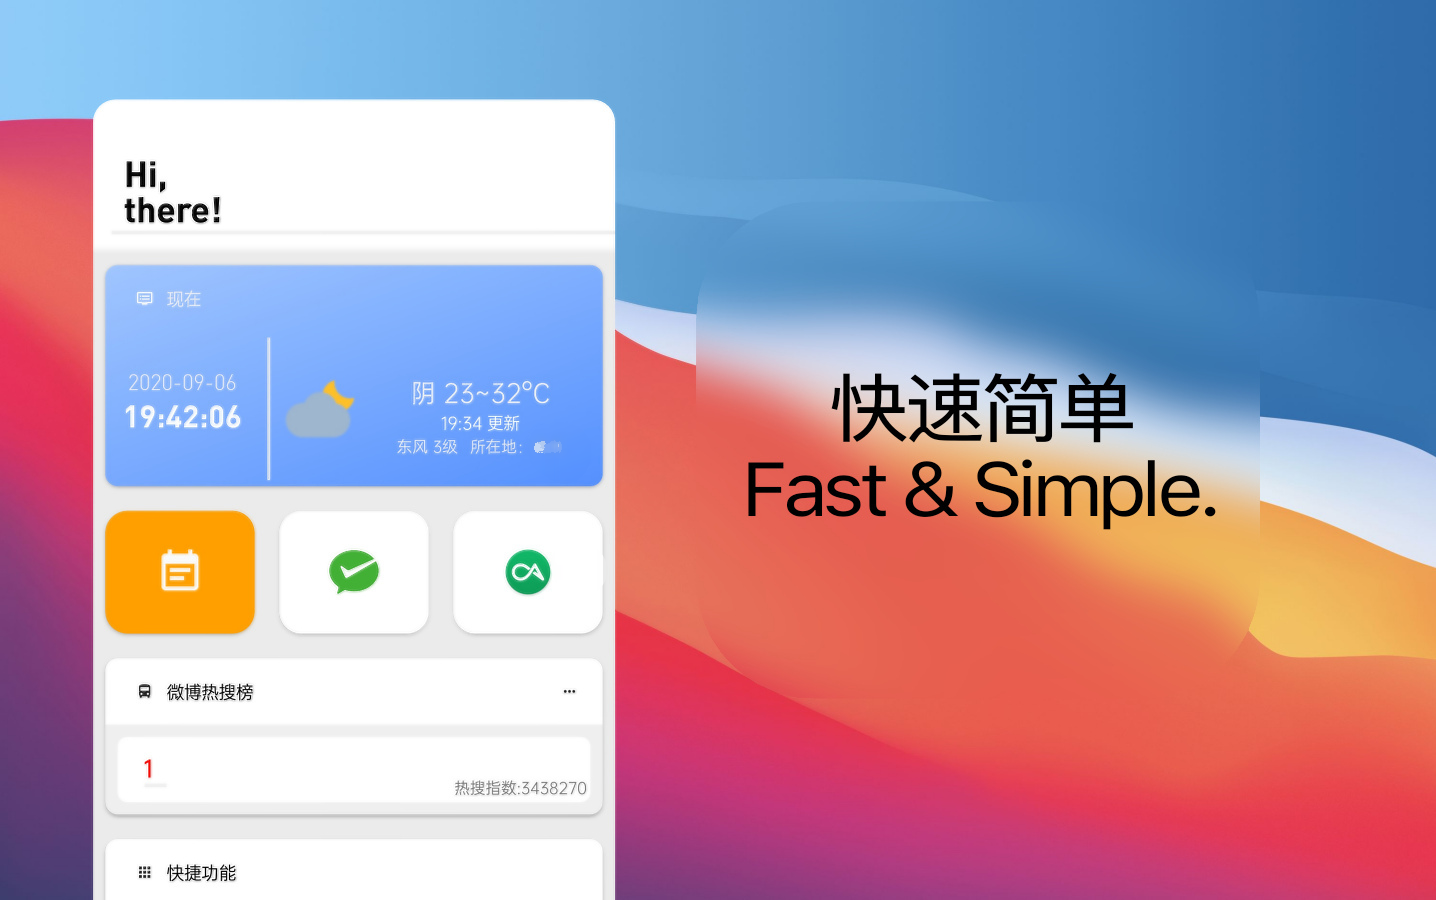 Hi,
there!
现在
2020-09-06
19:42:06
阴 23~32°C
19:34 更新
东风 3级 所在地：
微博热搜榜
1
热搜指数:3438270
快捷功能
快速简单
Fast & Simple.